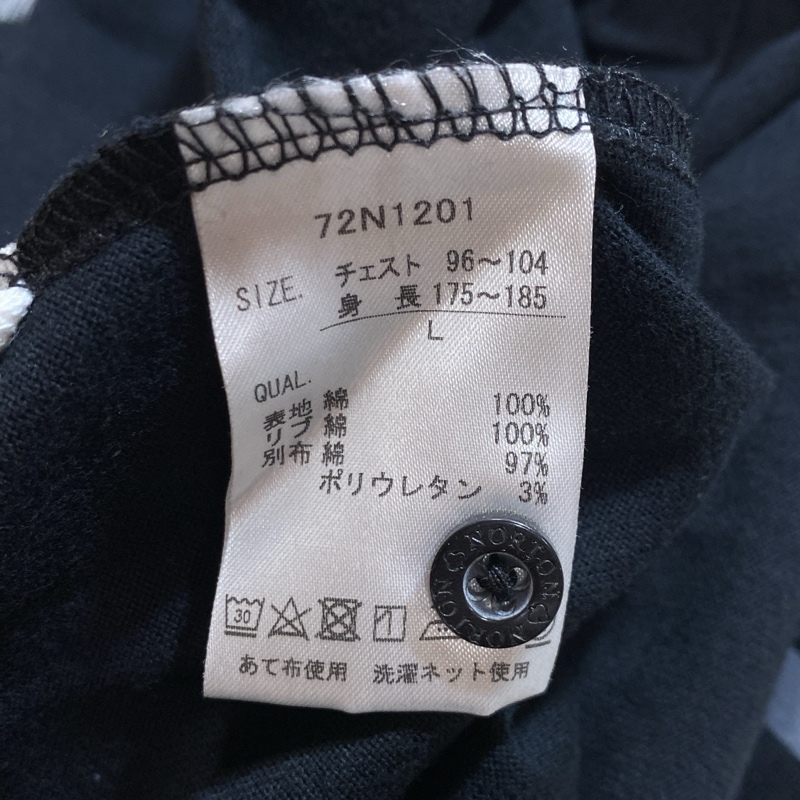 72N1201
SIZE. チェスト 96～104
身長 175～185
L
QUAL.
表地 綿 100%
リブ 綿 100%
別布 綿 97%
ポリウレタン 3%
30
NORTON NORTON
あて布使用 洗濯ネット使用